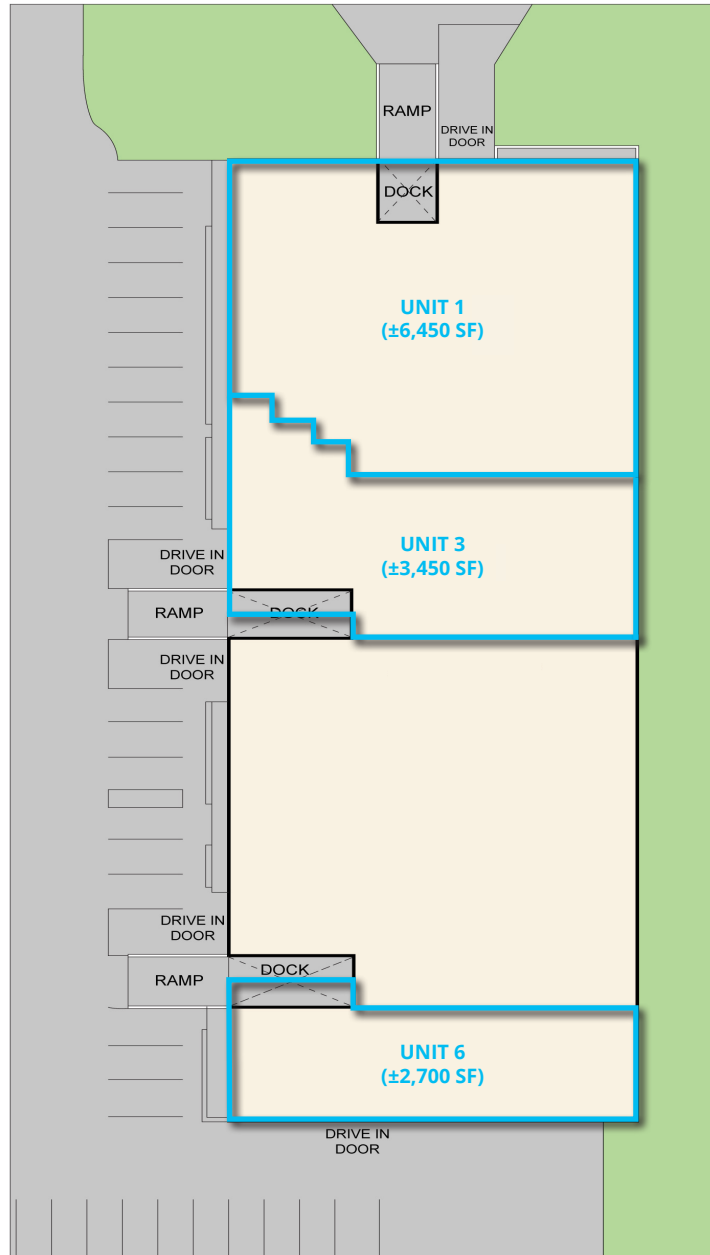 RAMP
DRIVE IN
DOOR
DOCK
UNIT 1
(±6,450 SF)
UNIT 3
(±3,450 SF)
DRIVE IN
DOOR
RAMP
DOCK
DRIVE IN
DOOR
DRIVE IN
DOOR
DOCK
RAMP
UNIT 6
(±2,700 SF)
DRIVE IN
DOOR